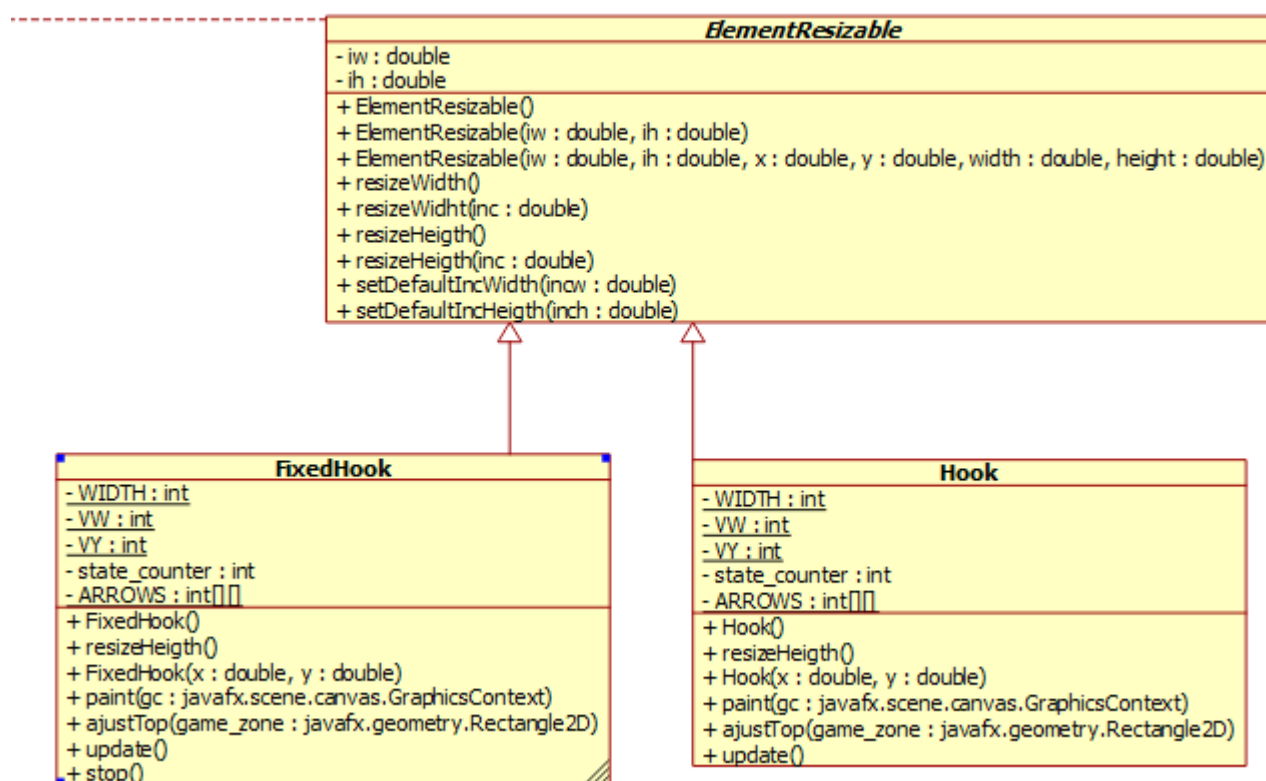 ElementResizable
- iw : double
- ih : double
+ ElementResizable()
+ ElementResizable(iw : double, ih : double)
+ ElementResizable(iw : double, ih : double, x : double, y : double, width : double, height : double)
+ resizeWidth()
+ resizeWidht(inc : double)
+ resizeHeigth()
+ resizeHeigth(inc : double)
+ setDefaultIncWidth(incw : double)
+ setDefaultIncHeigth(inch : double)
FixedHook
- WIDTH : int
- VW : int
- VY : int
- state_counter : int
- ARROWS : int[][]
+ FixedHook()
+ resizeHeigth()
+ FixedHook(x : double, y : double)
+ paint(gc : javafx.scene.canvas.GraphicsContext)
+ ajustTop(game_zone : javafx.geometry.Rectangle2D)
+ update()
+ stop()
Hook
- WIDTH : int
- VW : int
- VY : int
- state_counter : int
- ARROWS : int[][]
+ Hook()
+ resizeHeigth()
+ Hook(x : double, y : double)
+ paint(gc : javafx.scene.canvas.GraphicsContext)
+ ajustTop(game_zone : javafx.geometry.Rectangle2D)
+ update()